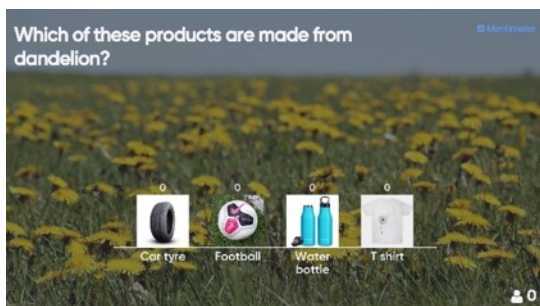 Which of these products are made from
dandelion?
Mentimeter
0
0
0
0
Car tyre
Football
Water
bottle
T shirt
0